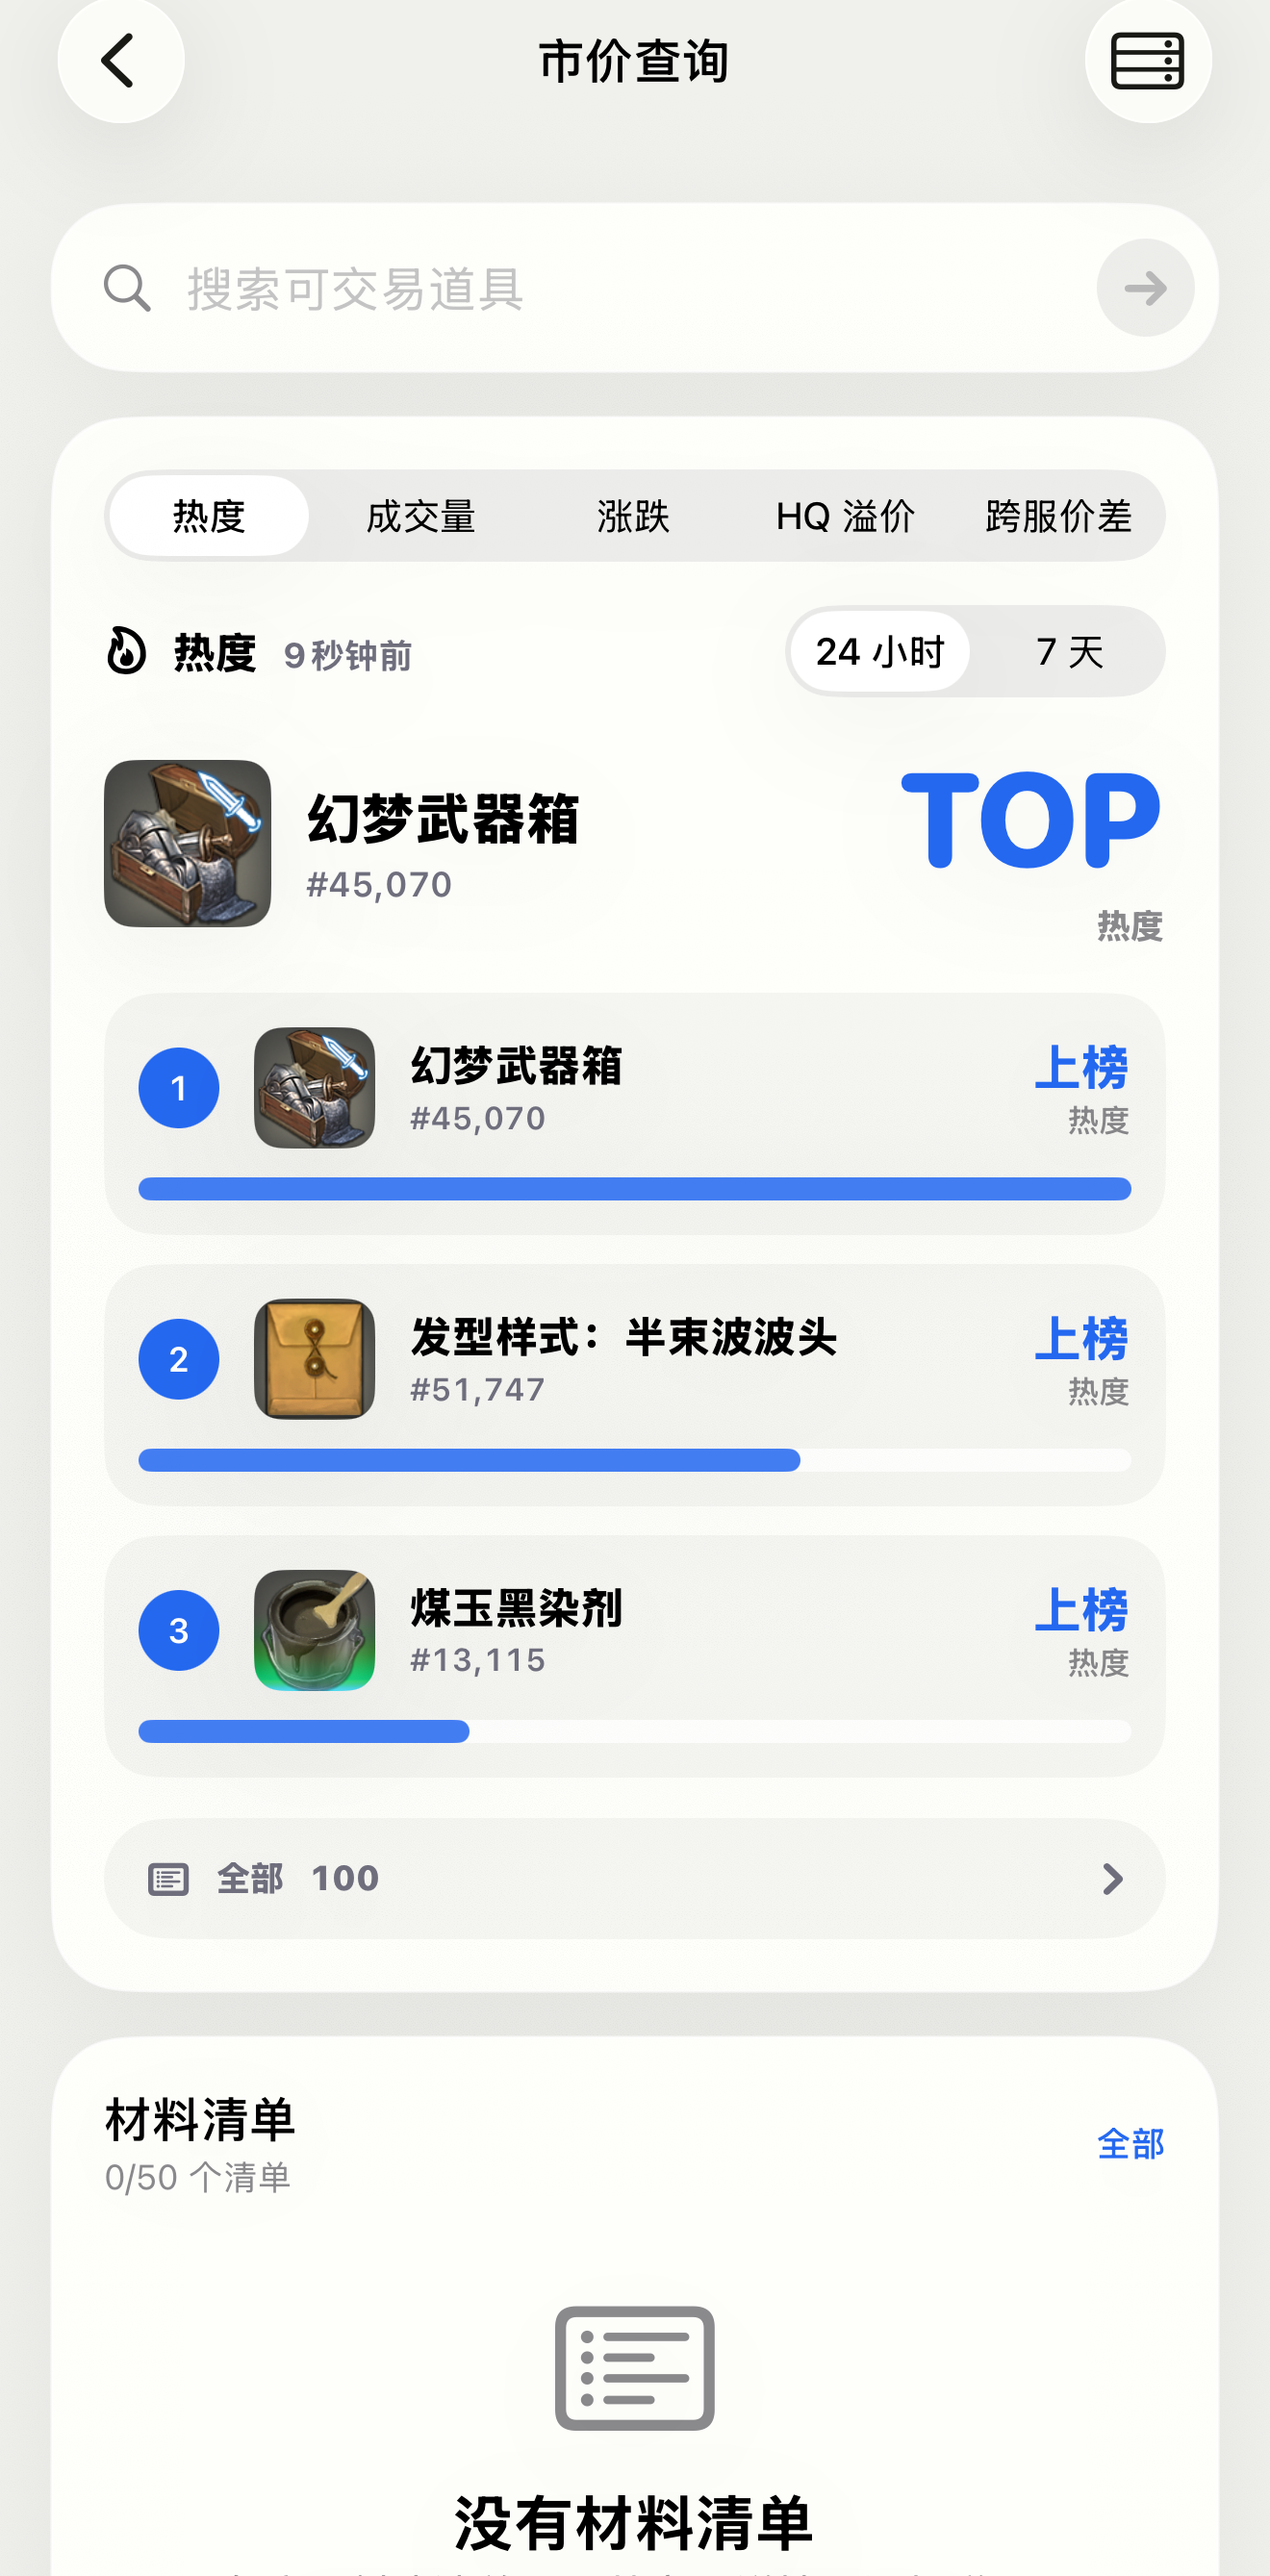 市价查询
搜索可交易道具
热度 成交量 涨跌 HQ 溢价 跨服价差
热度 9秒钟前 24 小时 7 天
幻梦武器箱
#45,070
TOP
热度
1 幻梦武器箱 上榜
#45,070 热度
2 发型样式：半束波波头 上榜
#51,747 热度
3 煤玉黑染剂 上榜
#13,115 热度
全部 100
材料清单
0/50 个清单
全部
没有材料清单